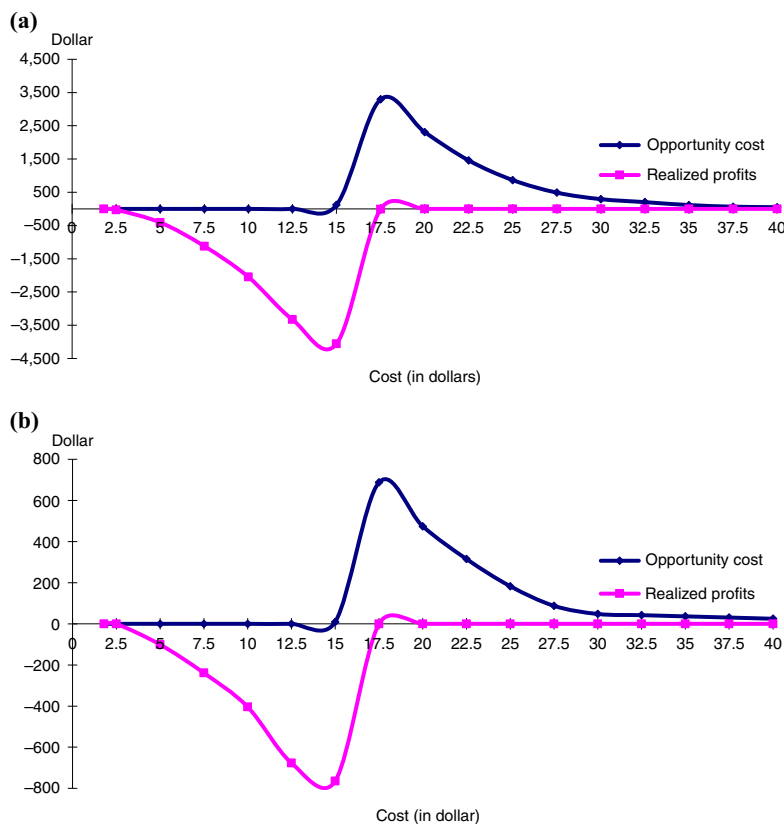 (a)
Dollar
4,500
3,500
2,500
1,500
500
–500
–1,500
–2,500
–3,500
–4,500
0 2.5 5 7.5 10 12.5 15 17.5 20 22.5 25 27.5 30 32.5 35 37.5 40
Opportunity cost
Realized profits
Cost (in dollars)
(b)
Dollar
800
600
400
200
0
–200
–400
–600
–800
0 2.5 5 7.5 10 12.5 15 17.5 20 22.5 25 27.5 30 32.5 35 37.5 40
Opportunity cost
Realized profits
Cost (in dollar)